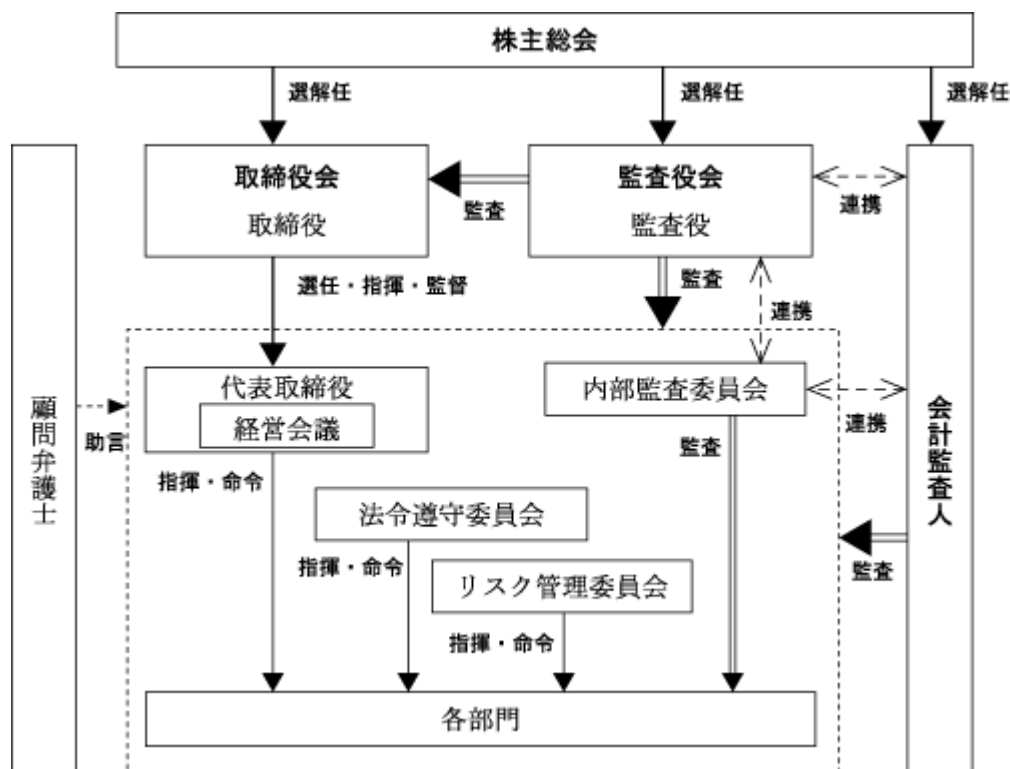 株主総会
選解任
選解任
選解任
取締役会
取締役
監査
監査役会
監査役
連携
選任・指揮・監督
監査
連携
代表取締役
経営会議
内部監査委員会
連携
顧問弁護士
助言
会計監査人
指揮・命令
監査
法令遵守委員会
指揮・命令
監査
リスク管理委員会
指揮・命令
各部門